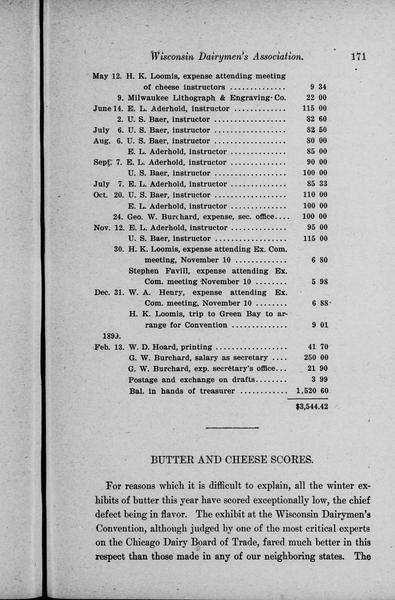 Wisconsin Dairymen's Association. 171
May 12. H. K. Loomis, expense attending meeting
of cheese instructors .............. 9 34
9. Milwaukee Lithograph & Engraving Co. 22 00
June 14. E. L. Aderhold, instructor .............. 115 00
2. U. S. Baer, instructor .................. 82 60
July 6. U. S. Baer, instructor .................. 82 50
Aug. 6. U. S. Baer, instructor .................. 80 00
E. L. Aderhold, instructor .............. 85 00
Sept. 7. E. L. Aderhold, instructor .............. 90 00
U. S. Baer, instructor .................. 100 00
July 7. E. L. Aderhold, instructor .............. 85 33
Oct. 20. U. S. Baer, instructor .................. 110 00
E. L. Aderhold, instructor .............. 100 00
24. Geo. W. Burchard, expense, sec. office.... 100 00
Nov. 12. E. L. Aderhold, instructor .............. 95 00
U. S. Baer, instructor .................. 115 00
30. H. K. Loomis, expense attending Ex. Com.
meeting, November 10 ............. 6 80
Stephen Favill, expense attending Ex.
Com. meeting November 10 ........ 5 98
Dec. 31. W. A. Henry, expense attending Ex.
Com. meeting, November 10 ........ 6 88
H. K. Loomis, trip to Green Bay to ar-
range for Convention .............. 9 01
1899.
Feb. 13. W. D. Hoard, printing .................. 41 70
G. W. Burchard, salary as secretary .... 250 00
G. W. Burchard, exp. secretary's office... 21 90
Postage and exchange on drafts........ 3 99
Bal. in hands of treasurer ............ 1,520 60
$3,544.42
BUTTER AND CHEESE SCORES.
For reasons which it is difficult to explain, all the winter ex-
hibits of butter this year have scored exceptionally low, the chief
defect being in flavor. The exhibit at the Wisconsin Dairymen's
Convention, although judged by one of the most critical experts
on the Chicago Dairy Board of Trade, fared much better in this
respect than those made in any of our neighboring states. The